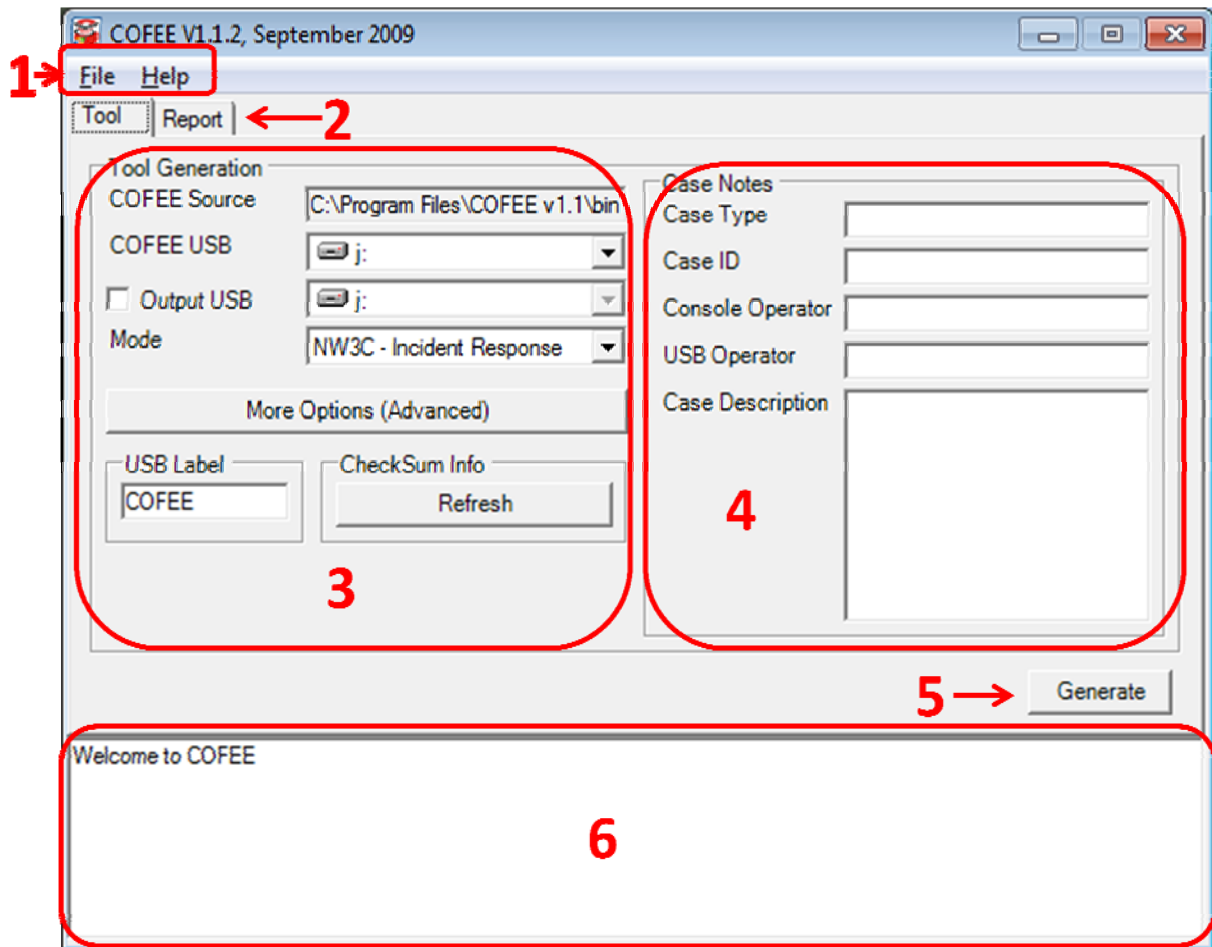 COFEE V1.1.2, September 2009
1
File Help
Tool Report
2
Tool Generation
COFEE Source C:\Program Files\COFEE v1.1\bin
COFEE USB j:
Output USB j:
Mode NW3C - Incident Response
More Options (Advanced)
USB Label
COFEE
CheckSum Info
Refresh
3
Case Notes
Case Type
Case ID
Console Operator
USB Operator
Case Description
4
5
Generate
Welcome to COFEE
6